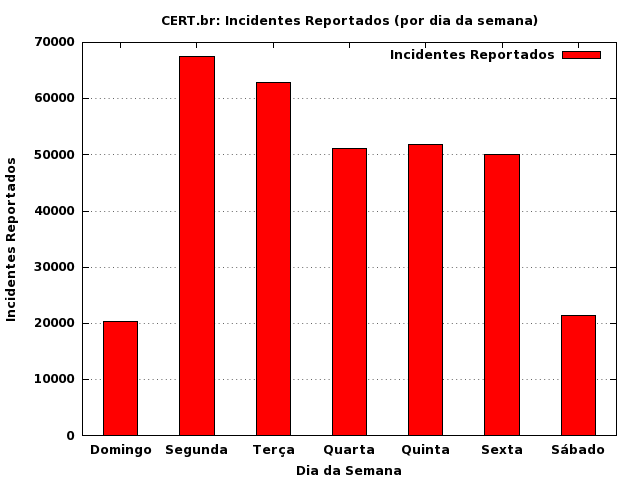 CERT.br: Incidentes Reportados (por dia da semana)
Incidentes Reportados
70000
60000
50000
40000
30000
20000
10000
0
Incidentes Reportados
Domingo Segunda Terça Quarta Quinta Sexta Sábado
Dia da Semana